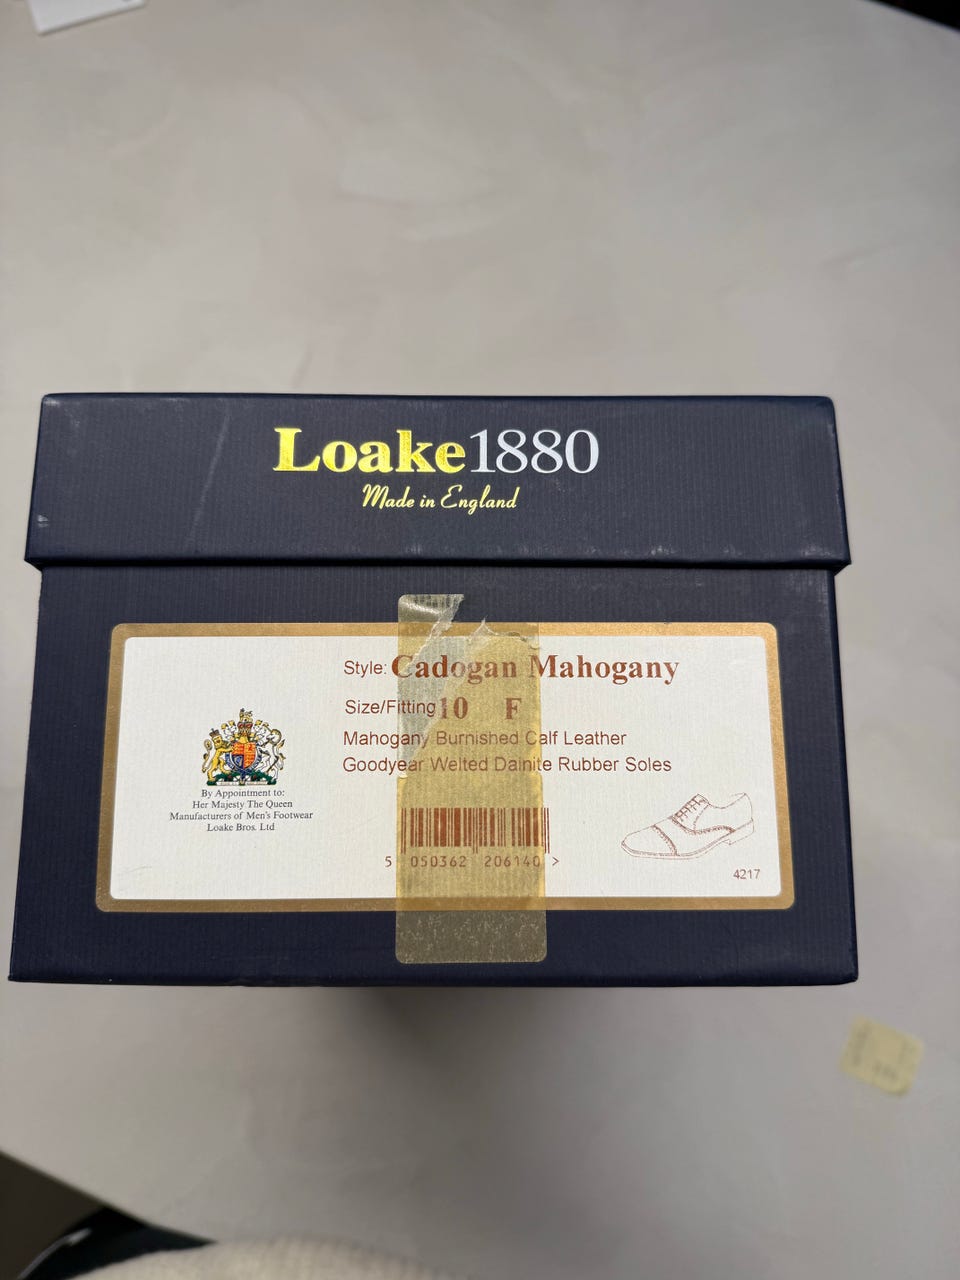 Loake1880
Made in England
Style: Cadogan Mahogany
Size/Fitting 10 F
Mahogany Burnished Calf Leather
Goodyear Welted Dainite Rubber Soles
By Appointment to:
Her Majesty The Queen
Manufacturers of Men's Footwear
Loake Bros. Ltd
5 050362 206140 >
4217